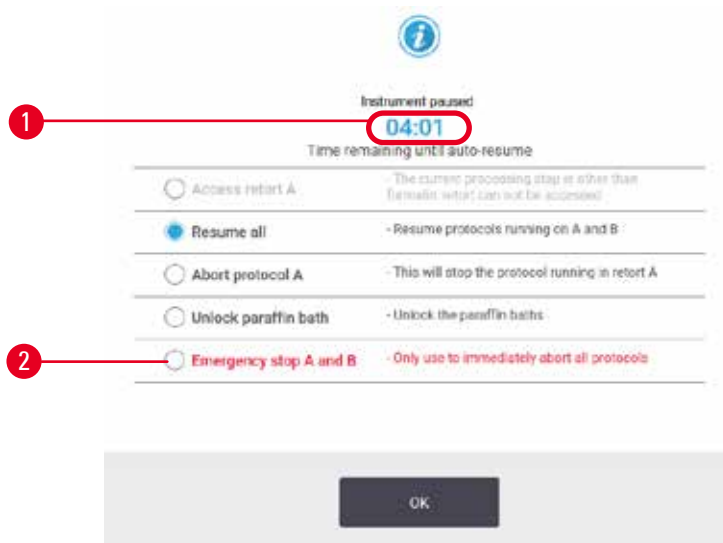 Instrument paused
1
04:01
Time remaining until auto-resume
Access retort A
- The current processing step is other than
formalin retort can not be accessed
Resume all
- Resume protocols running on A and B
Abort protocol A
- This will stop the protocol running in retort A
Unlock paraffin bath
- Unlock the paraffin baths
2
Emergency stop A and B
- Only use to immediately abort all protocols
OK